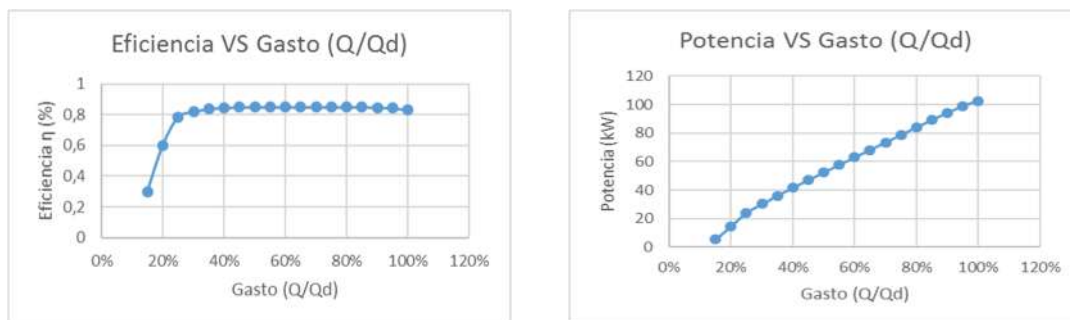 Eficiencia VS Gasto (Q/Qd)
Eficiencia η (%)
1
0,8
0,6
0,4
0,2
0
0% 20% 40% 60% 80% 100% 120%
Gasto (Q/Qd)
Potencia VS Gasto (Q/Qd)
Potencia (kW)
120
100
80
60
40
20
0
0% 20% 40% 60% 80% 100% 120%
Gasto (Q/Qd)